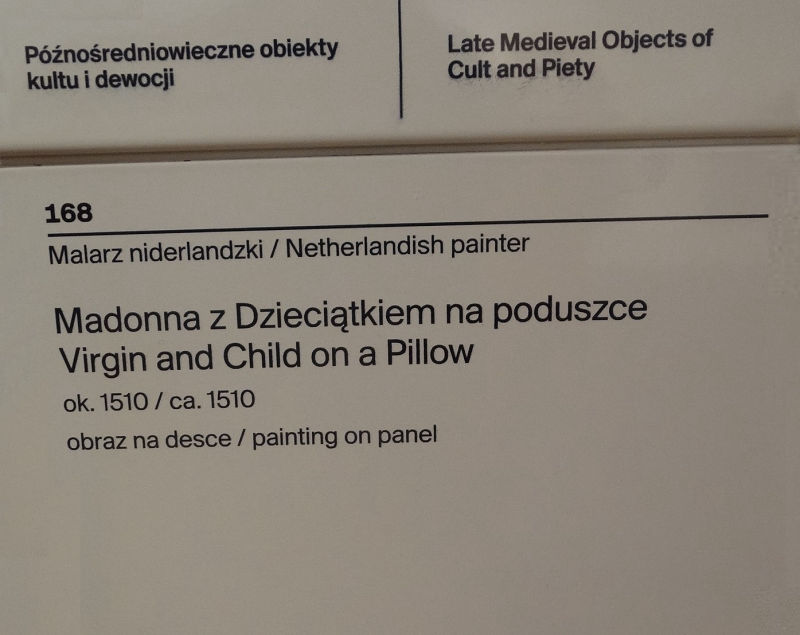 Późnośredniowieczne obiekty
kultu i dewocji
Late Medieval Objects of
Cult and Piety
168
Malarz niderlandzki / Netherlandish painter
Madonna z Dzieciątkiem na poduszce
Virgin and Child on a Pillow
ok. 1510 / ca. 1510
obraz na desce / painting on panel